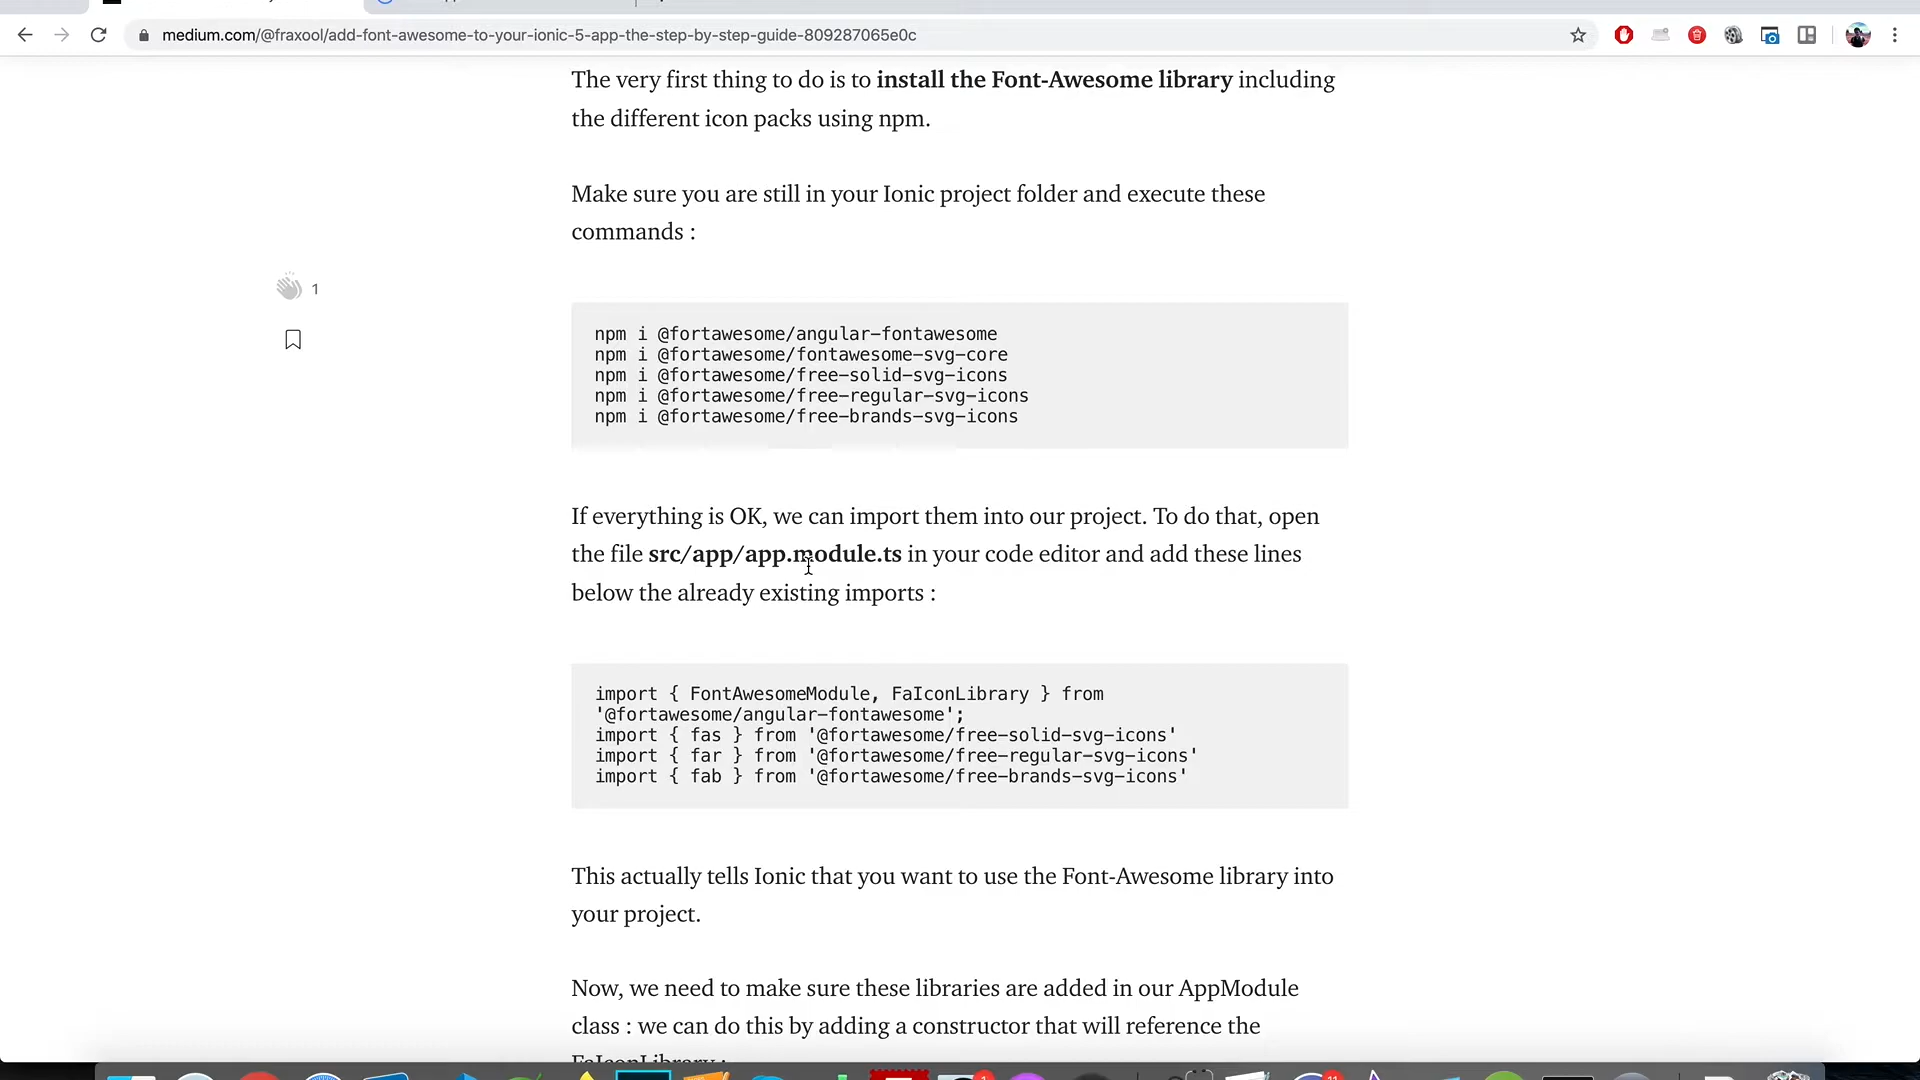 medium.com/@fraxool/add-font-awesome-to-your-ionic-5-app-the-step-by-step-guide-809287065e0c
The very first thing to do is to install the Font-Awesome library including
the different icon packs using npm.
Make sure you are still in your Ionic project folder and execute these
commands :
1
npm i @fortawesome/angular-fontawesome
npm i @fortawesome/fontawesome-svg-core
npm i @fortawesome/free-solid-svg-icons
npm i @fortawesome/free-regular-svg-icons
npm i @fortawesome/free-brands-svg-icons
If everything is OK, we can import them into our project. To do that, open
the file src/app/app.module.ts in your code editor and add these lines
below the already existing imports :
import { FontAwesomeModule, FaIconLibrary } from
'@fortawesome/angular-fontawesome';
import { fas } from '@fortawesome/free-solid-svg-icons'
import { far } from '@fortawesome/free-regular-svg-icons'
import { fab } from '@fortawesome/free-brands-svg-icons'
This actually tells Ionic that you want to use the Font-Awesome library into
your project.
Now, we need to make sure these libraries are added in our AppModule
class : we can do this by adding a constructor that will reference the
FaIconLibrary :
1
11